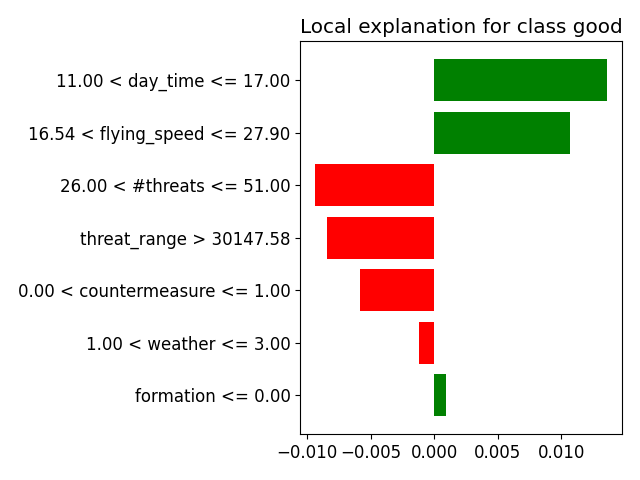 Local explanation for class good
11.00 < day_time <= 17.00
16.54 < flying_speed <= 27.90
26.00 < #threats <= 51.00
threat_range > 30147.58
0.00 < countermeasure <= 1.00
1.00 < weather <= 3.00
formation <= 0.00
−0.010 −0.005 0.000 0.005 0.010